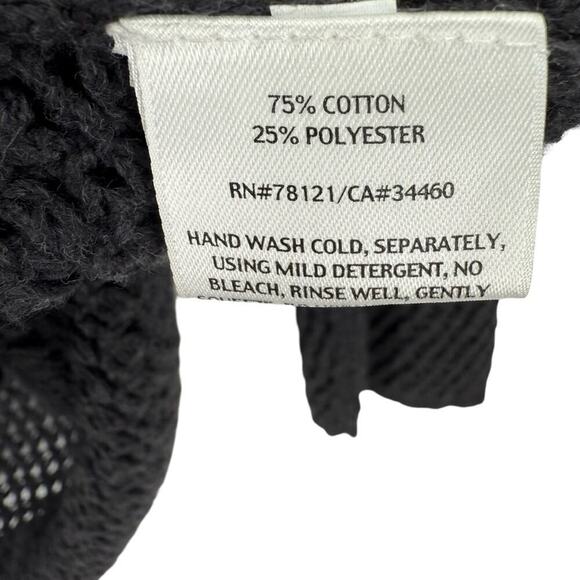 75% COTTON
25% POLYESTER
RN#78121/CA#34460
HAND WASH COLD, SEPARATELY,
USING MILD DETERGENT, NO
BLEACH, RINSE WELL, GENTLY